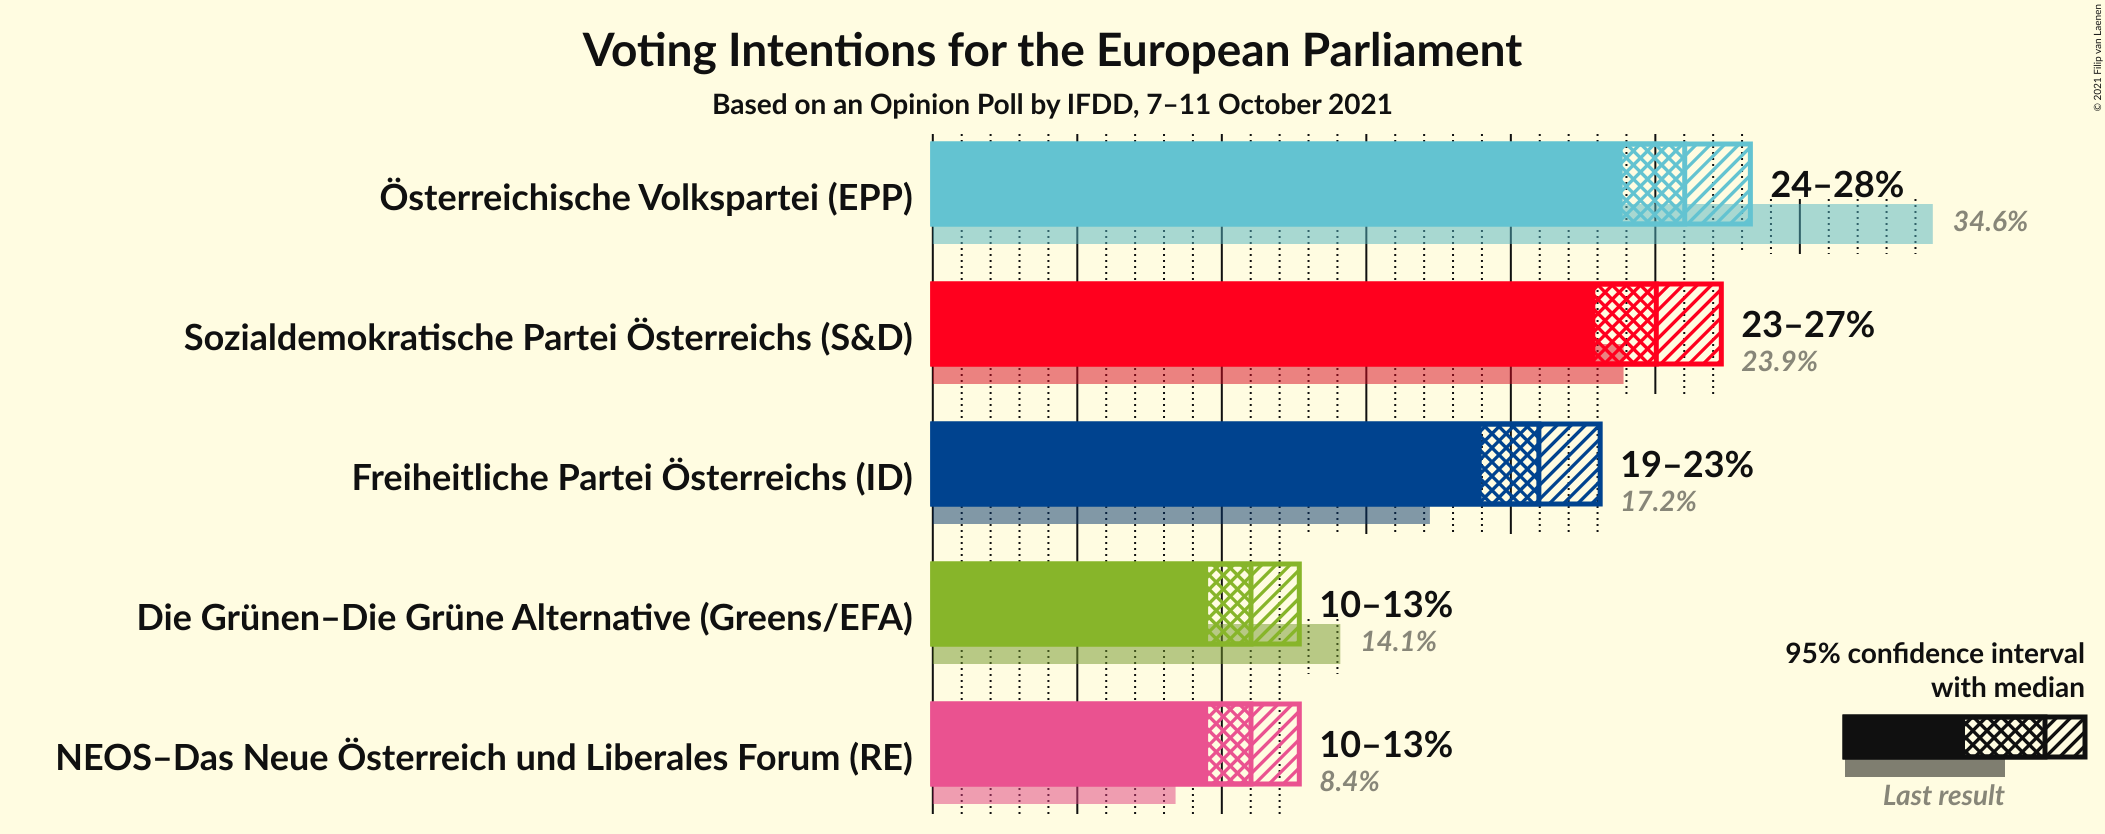 Voting Intentions for the European Parliament
Based on an Opinion Poll by IFDD, 7–11 October 2021
© 2021 Filip van Laenen
Österreichische Volkspartei (EPP)
24–28%
34.6%
Sozialdemokratische Partei Österreichs (S&D)
23–27%
23.9%
Freiheitliche Partei Österreichs (ID)
19–23%
17.2%
Die Grünen–Die Grüne Alternative (Greens/EFA)
10–13%
14.1%
NEOS–Das Neue Österreich und Liberales Forum (RE)
10–13%
8.4%
95% confidence interval
with median
Last result